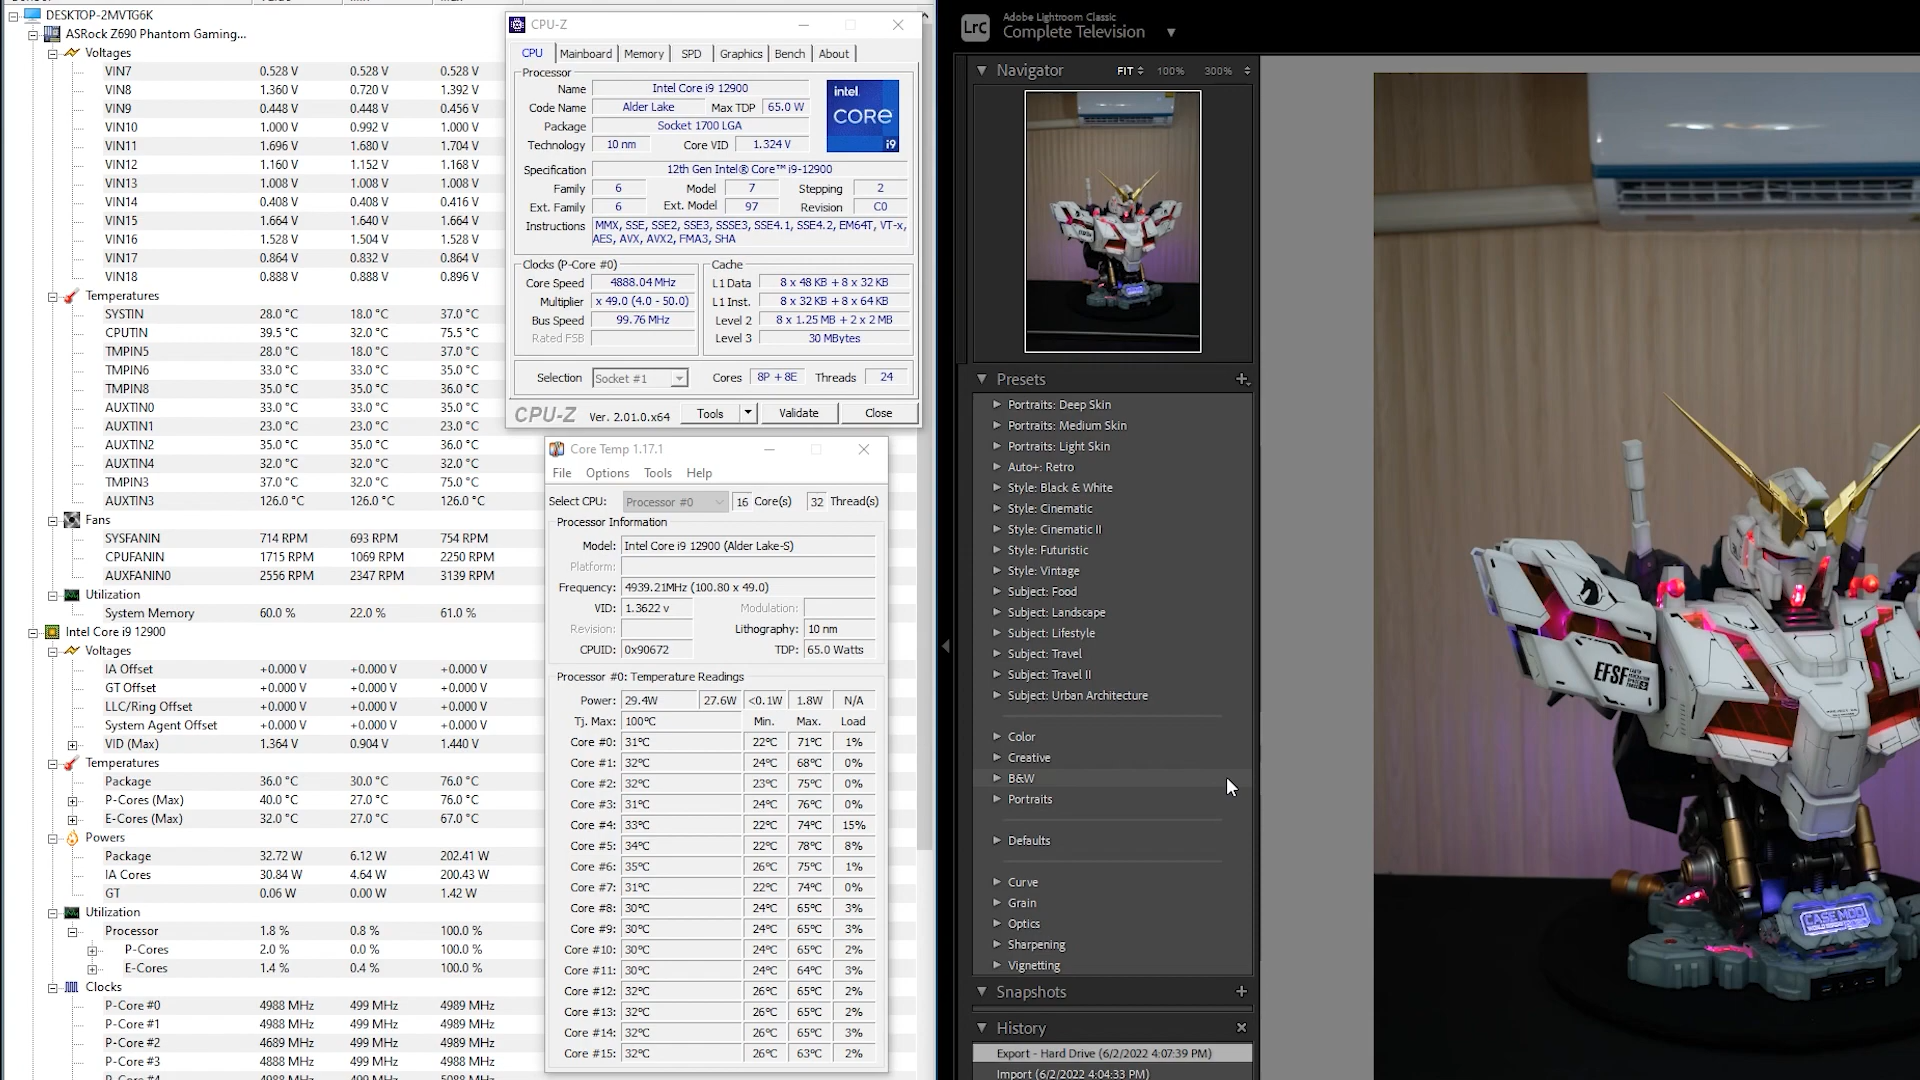 DESKTOP-2MVTG6K
ASRock Z690 Phantom Gaming...
Voltages
VIN7 0.528 V 0.528 V 0.528 V
VIN8 1.360 V 0.720 V 1.392 V
VIN9 0.448 V 0.448 V 0.456 V
VIN10 1.000 V 0.992 V 1.000 V
VIN11 1.696 V 1.680 V 1.704 V
VIN12 1.160 V 1.152 V 1.168 V
VIN13 1.008 V 1.008 V 1.008 V
VIN14 0.408 V 0.408 V 0.416 V
VIN15 1.664 V 1.640 V 1.664 V
VIN16 1.528 V 1.504 V 1.528 V
VIN17 0.864 V 0.832 V 0.864 V
VIN18 0.888 V 0.888 V 0.896 V
Temperatures
SYSTIN 28.0 °C 18.0 °C 37.0 °C
CPUTIN 39.5 °C 32.0 °C 75.5 °C
TMPIN5 28.0 °C 18.0 °C 37.0 °C
TMPIN6 33.0 °C 33.0 °C 35.0 °C
TMPIN8 35.0 °C 35.0 °C 36.0 °C
AUXTIN0 33.0 °C 33.0 °C 35.0 °C
AUXTIN1 23.0 °C 23.0 °C 23.0 °C
AUXTIN2 35.0 °C 35.0 °C 36.0 °C
AUXTIN4 32.0 °C 32.0 °C 32.0 °C
TMPIN3 37.0 °C 32.0 °C 75.0 °C
AUXTIN3 126.0 °C 126.0 °C 126.0 °C
Fans
SYSFANIN 714 RPM 693 RPM 754 RPM
CPUFANIN 1715 RPM 1069 RPM 2250 RPM
AUXFANIN0 2556 RPM 2347 RPM 3139 RPM
Utilization
System Memory 60.0 % 22.0 % 61.0 %
Intel Core i9 12900
Voltages
IA Offset +0.000 V +0.000 V +0.000 V
GT Offset +0.000 V +0.000 V +0.000 V
LLC/Ring Offset +0.000 V +0.000 V +0.000 V
System Agent Offset +0.000 V +0.000 V +0.000 V
VID (Max) 1.364 V 0.904 V 1.440 V
Temperatures
Package 36.0 °C 30.0 °C 76.0 °C
P-Cores (Max) 40.0 °C 27.0 °C 76.0 °C
E-Cores (Max) 32.0 °C 27.0 °C 67.0 °C
Powers
Package 32.72 W 6.12 W 202.41 W
IA Cores 30.84 W 4.64 W 200.43 W
GT 0.06 W 0.00 W 1.42 W
Utilization
Processor 1.8 % 0.8 % 100.0 %
P-Cores 2.0 % 0.0 % 100.0 %
E-Cores 1.4 % 0.4 % 100.0 %
Clocks
P-Core #0 4988 MHz 499 MHz 4989 MHz
P-Core #1 4988 MHz 499 MHz 4989 MHz
P-Core #2 4689 MHz 499 MHz 4989 MHz
P-Core #3 4888 MHz 499 MHz 4988 MHz
CPU-Z
CPU Mainboard Memory SPD Graphics Bench About
Processor
Name Intel Core i9 12900
Code Name Alder Lake Max TDP 65.0 W
Package Socket 1700 LGA
Technology 10 nm Core VID 1.324 V
intel
CORE
i9
Specification 12th Gen Intel® Core™ i9-12900
Family 6 Model 7 Stepping 2
Ext. Family 6 Ext. Model 97 Revision C0
Instructions MMX, SSE, SSE2, SSE3, SSSE3, SSE4.1, SSE4.2, EM64T, VT-x,
AES, AVX, AVX2, FMA3, SHA
Clocks (P-Core #0)
Core Speed 4888.04 MHz
Multiplier x 49.0 (4.0 - 50.0)
Bus Speed 99.76 MHz
Rated FSB
Cache
L1 Data 8 x 48 KB + 8 x 32 KB
L1 Inst. 8 x 32 KB + 8 x 64 KB
Level 2 8 x 1.25 MB + 2 x 2 MB
Level 3 30 MBytes
Selection Socket #1 Cores 8P + 8E Threads 24
CPU-Z Ver. 2.01.0.x64 Tools Validate Close
Core Temp 1.17.1
File Options Tools Help
Select CPU: Processor #0 16 Core(s) 32 Thread(s)
Processor Information
Model: Intel Core i9 12900 (Alder Lake-S)
Platform:
Frequency: 4939.21MHz (100.80 x 49.0)
VID: 1.3622 v Modulation:
Revision: Lithography: 10 nm
CPUID: 0x90672 TDP: 65.0 Watts
Processor #0: Temperature Readings
Power: 29.4W 27.6W <0.1W 1.8W N/A
Tj. Max: 100°C Min. Max. Load
Core #0: 31°C 22°C 71°C 1%
Core #1: 32°C 24°C 68°C 0%
Core #2: 32°C 23°C 75°C 0%
Core #3: 31°C 24°C 76°C 0%
Core #4: 33°C 22°C 74°C 15%
Core #5: 34°C 22°C 78°C 8%
Core #6: 35°C 26°C 75°C 1%
Core #7: 31°C 22°C 74°C 0%
Core #8: 30°C 24°C 65°C 3%
Core #9: 30°C 24°C 65°C 3%
Core #10: 30°C 24°C 65°C 2%
Core #11: 30°C 24°C 64°C 3%
Core #12: 32°C 26°C 65°C 2%
Core #13: 32°C 26°C 65°C 2%
Core #14: 32°C 26°C 65°C 3%
Core #15: 32°C 26°C 63°C 2%
LrC
Adobe Lightroom Classic
Complete Television
Navigator FIT 100% 300%
Presets
Portraits: Deep Skin
Portraits: Medium Skin
Portraits: Light Skin
Auto+: Retro
Style: Black & White
Style: Cinematic
Style: Cinematic II
Style: Futuristic
Style: Vintage
Subject: Food
Subject: Landscape
Subject: Lifestyle
Subject: Travel
Subject: Travel II
Subject: Urban Architecture
Color
Creative
B&W
Portraits
Defaults
Curve
Grain
Optics
Sharpening
Vignetting
Snapshots
History
Export - Hard Drive (6/2/2022 4:07:39 PM)
Import (6/2/2022 4:04:33 PM)
EFSF
CASE MOD